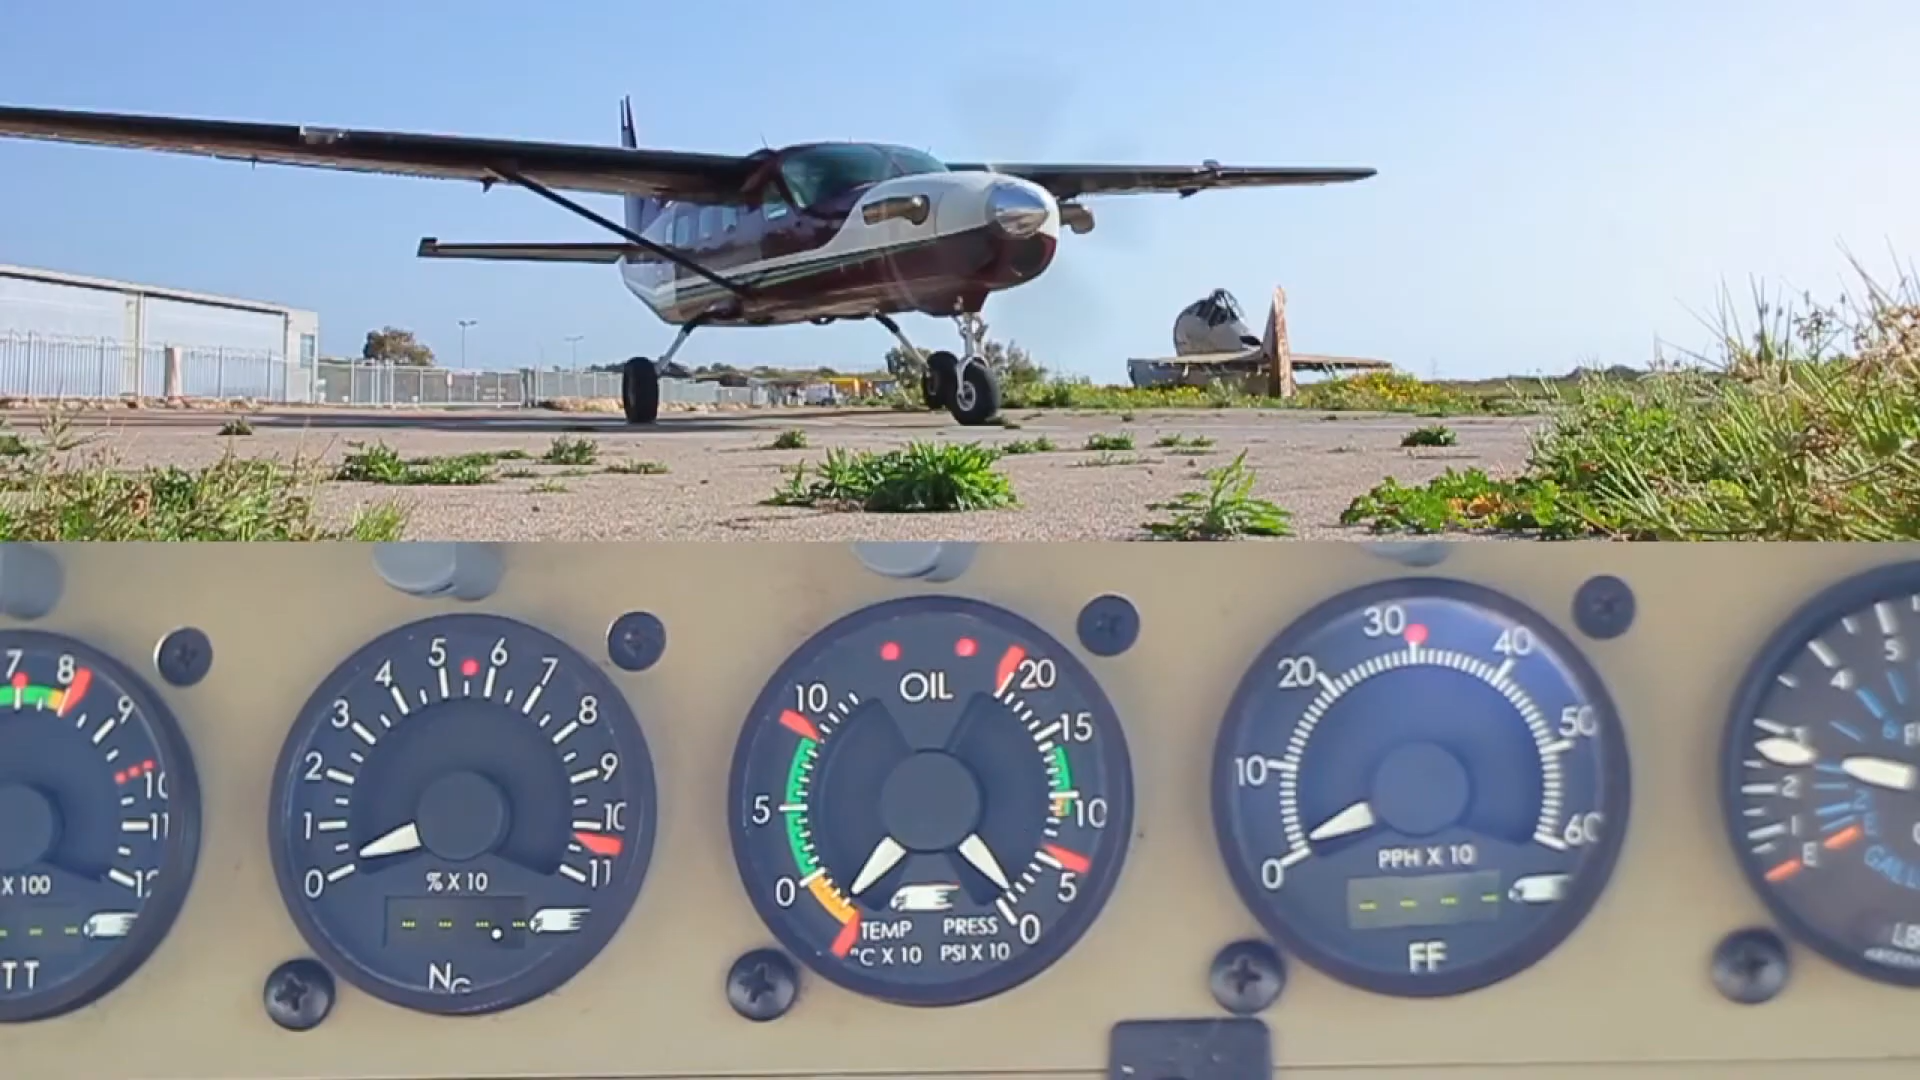 7 8 9 10 11 12
X 100
TT
0 1 2 3 4 5 6 7 8 9 10 11
% X 10
NG
OIL
10 5 0
20 15 10 5 0
TEMP PRESS
°C X 10 PSI X 10
0 10 20 30 40 50 60
PPH X 10
FF
5
4
3
2
1
E